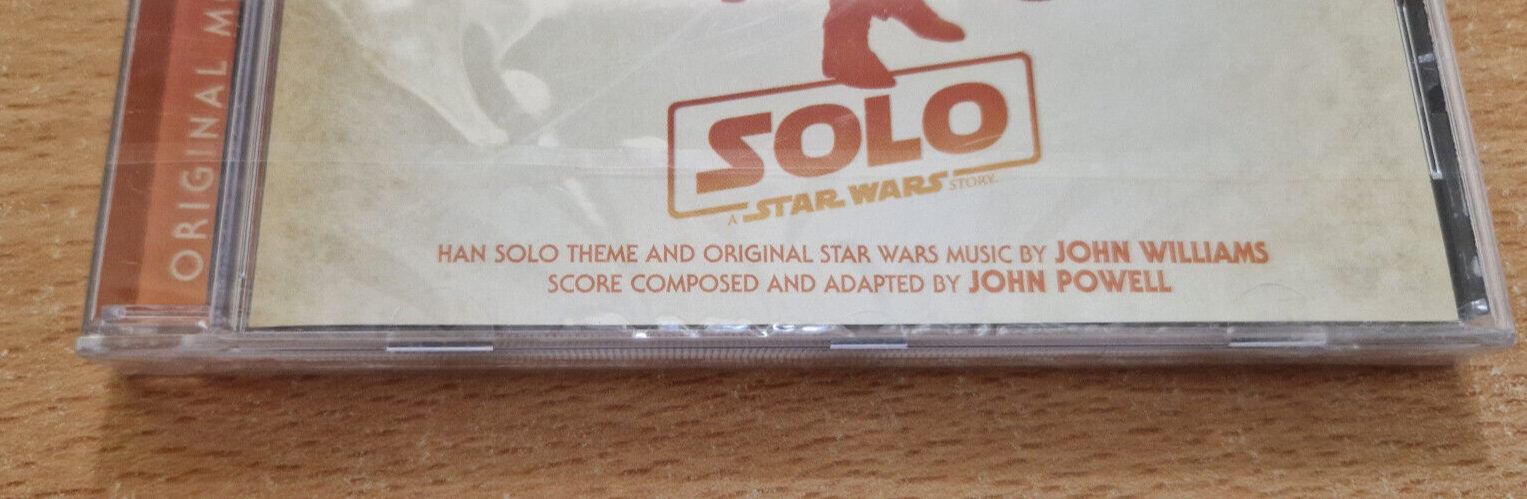 ORIGINAL
SOLO
A STAR WARS STORY
HAN SOLO THEME AND ORIGINAL STAR WARS MUSIC BY JOHN WILLIAMS
SCORE COMPOSED AND ADAPTED BY JOHN POWELL